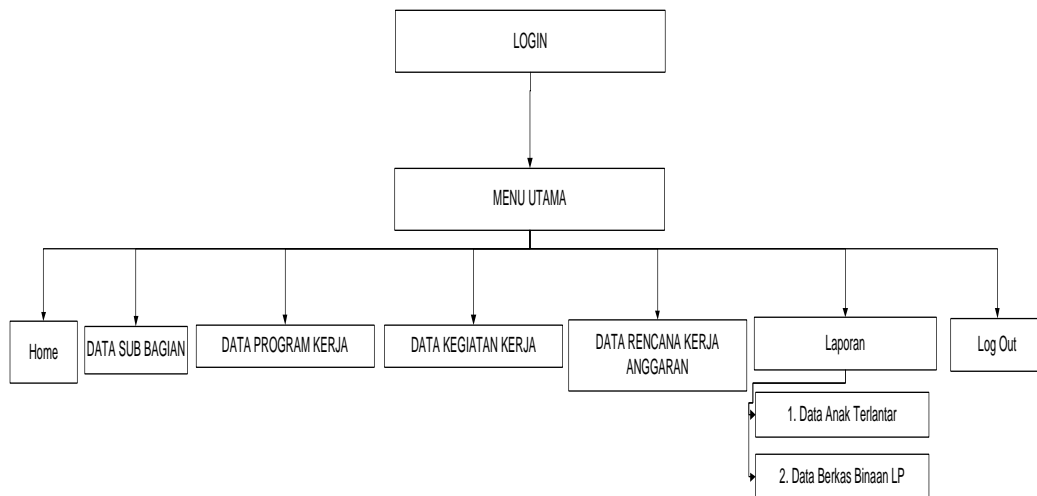 LOGIN
MENU UTAMA
Home
DATA SUB BAGIAN
DATA PROGRAM KERJA
DATA KEGIATAN KERJA
DATA RENCANA KERJA
ANGGARAN
Laporan
Log Out
1. Data Anak Terlantar
2. Data Berkas Binaan LP